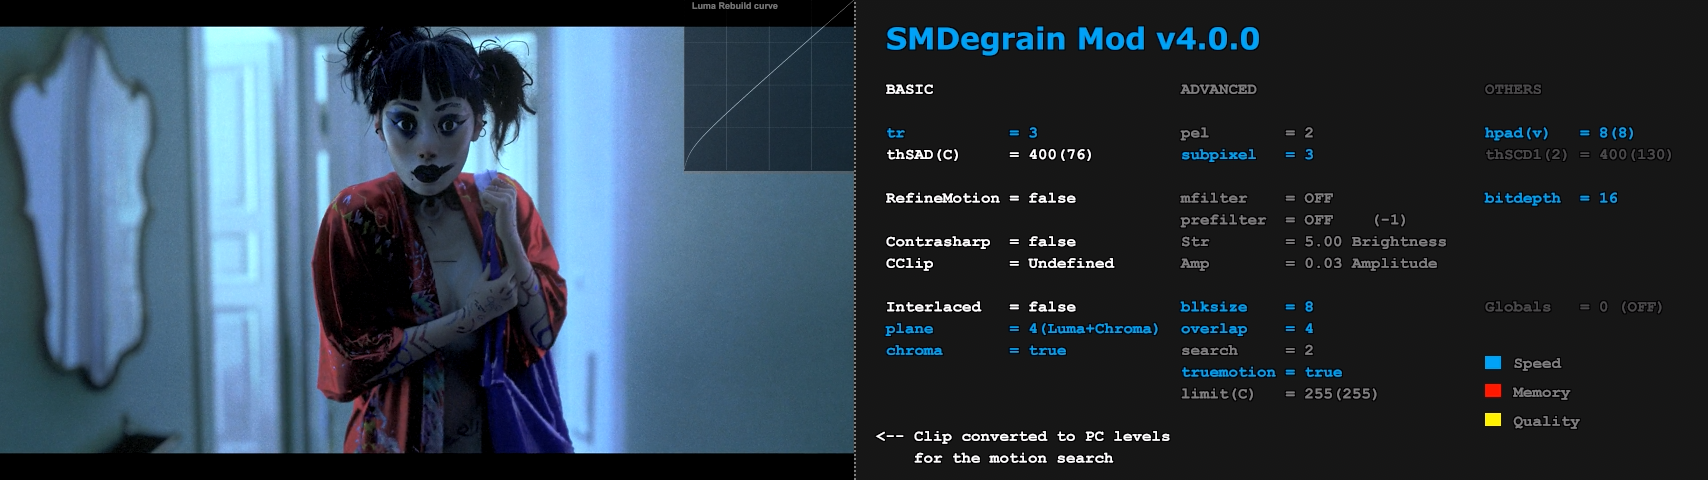 Luma Rebuild curve
SMDegrain Mod v4.0.0
BASIC
tr = 3
thSAD(C) = 400(76)
RefineMotion = false
Contrasharp = false
CClip = Undefined
Interlaced = false
plane = 4(Luma+Chroma)
chroma = true
<-- Clip converted to PC levels
for the motion search
ADVANCED
pel = 2
subpixel = 3
mfilter = OFF
prefilter = OFF (-1)
Str = 5.00 Brightness
Amp = 0.03 Amplitude
blksize = 8
overlap = 4
search = 2
truemotion = true
limit(C) = 255(255)
OTHERS
hpad(v) = 8(8)
thSCD1(2) = 400(130)
bitdepth = 16
Globals = 0 (OFF)
Speed
Memory
Quality